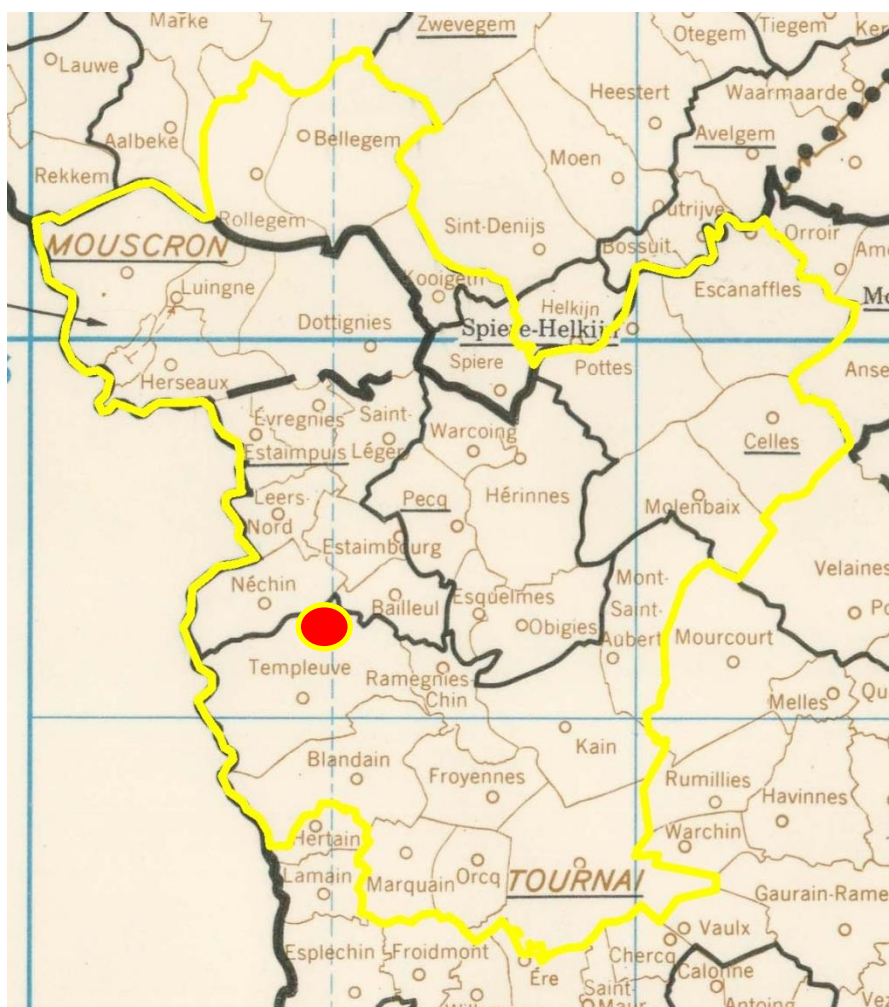 Marke
Zwevegem
Otegem
Tiegem
Lauwe
Heestert
Waarmaarde
Aalbeke
Bellegem
Avelgem
Moen
Rekkem
Rollegem
Outrijve
Sint-Denijs
Bossuit
Orroir
MOUSCRON
Kooigem
Escanaffles
Luingne
Helkijn
Dottignies
Spiere-Helkijn
Spiere
Pottes
Herseaux
Évregnies
Saint-
Léger
Warcoing
Celles
Estaimpuis
Leers-
Nord
Pecq
Hérinnes
Molenbaix
Estaimbourg
Néchin
Bailleul
Esquelmes
Mont-
Saint-
Aubert
Velaines
Obigies
Mourcourt
Templeuve
Ramegnies-
Chin
Melles
Kain
Blandain
Froyennes
Rumillies
Havinnes
Hertain
Warchin
Lamain
Marquain
Orcq
TOURNAI
Gaurain-Rame
Vaulx
Esplechin
Froidmont
Ère
Chercq
Calonne
Saint-
Maur
Antoing